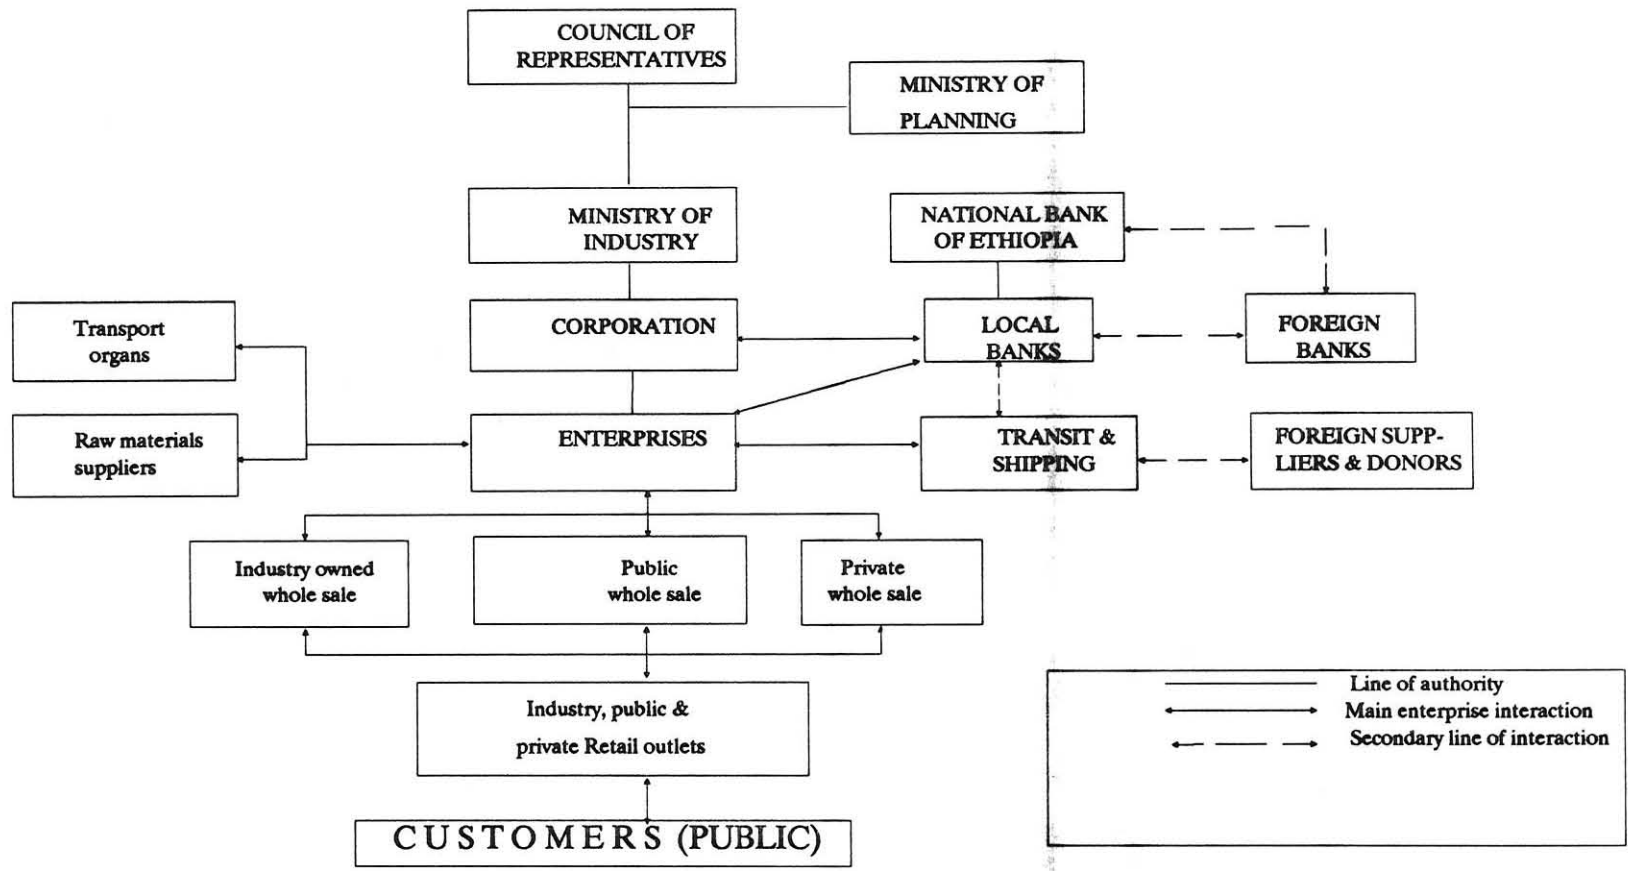 COUNCIL OF
REPRESENTATIVES
MINISTRY OF
PLANNING
MINISTRY OF
INDUSTRY
NATIONAL BANK
OF ETHIOPIA
Transport
organs
CORPORATION
LOCAL
BANKS
FOREIGN
BANKS
Raw materials
suppliers
ENTERPRISES
TRANSIT &
SHIPPING
FOREIGN SUPP-
LIERS & DONORS
Industry owned
whole sale
Public
whole sale
Private
whole sale
Industry, public &
private Retail outlets
CUSTOMERS (PUBLIC)
Line of authority
Main enterprise interaction
Secondary line of interaction